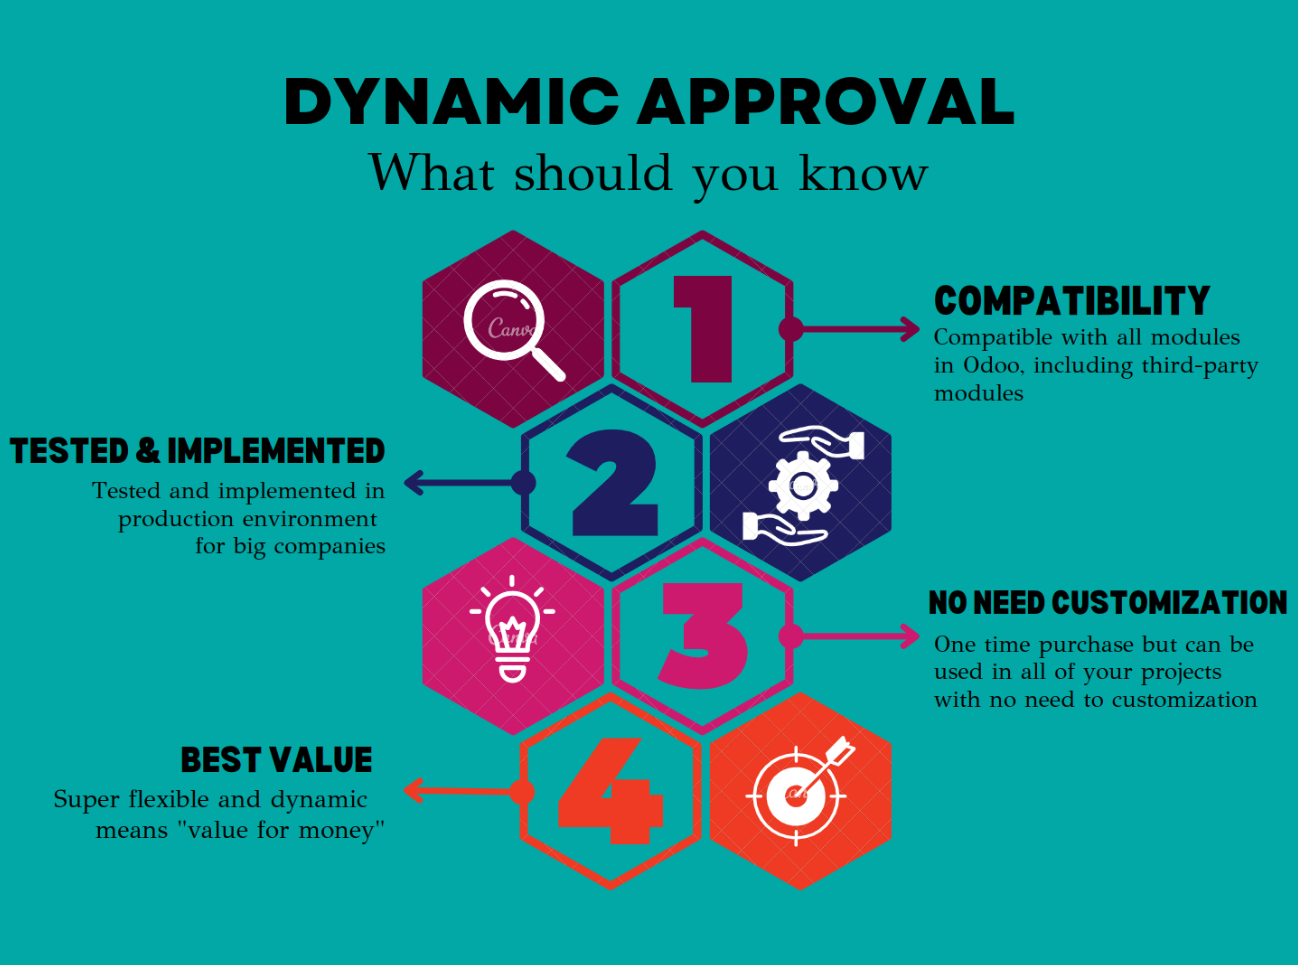 DYNAMIC APPROVAL
What should you know
Canva
1
COMPATIBILITY
Compatible with all modules
in Odoo, including third-party
modules
TESTED & IMPLEMENTED
Tested and implemented in
production environment
for big companies
2
3
NO NEED CUSTOMIZATION
One time purchase but can be
used in all of your projects
with no need to customization
Canva
BEST VALUE
Super flexible and dynamic
means "value for money"
4